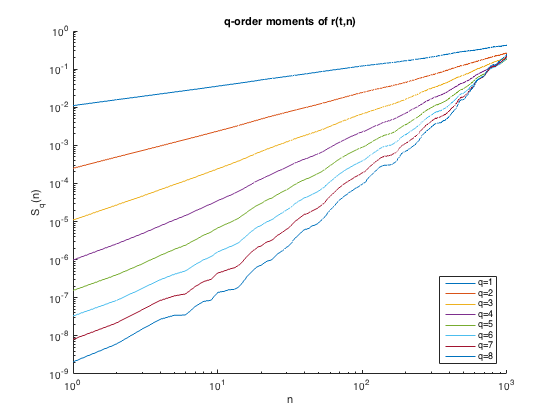 q-order moments of r(t,n)
10^0
10^-1
10^-2
10^-3
10^-4
10^-5
10^-6
10^-7
10^-8
10^-9
S_q(n)
q=1
q=2
q=3
q=4
q=5
q=6
q=7
q=8
10^0
10^1
10^2
10^3
n